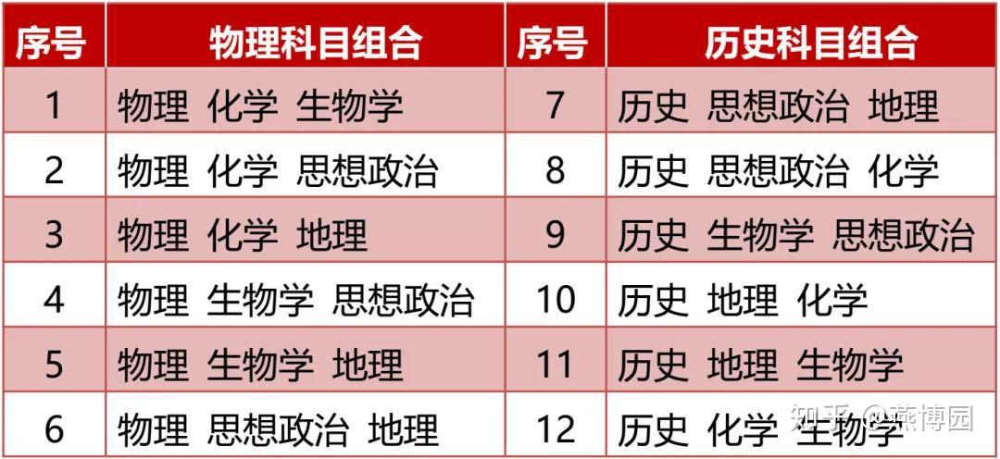 序号 物理科目组合 序号 历史科目组合
1 物理 化学 生物学 7 历史 思想政治 地理
2 物理 化学 思想政治 8 历史 思想政治 化学
3 物理 化学 地理 9 历史 生物学 思想政治
4 物理 生物学 思想政治 10 历史 地理 化学
5 物理 生物学 地理 11 历史 地理 生物学
6 物理 思想政治 地理 12 历史 化学 生物学
知乎 @燕博园